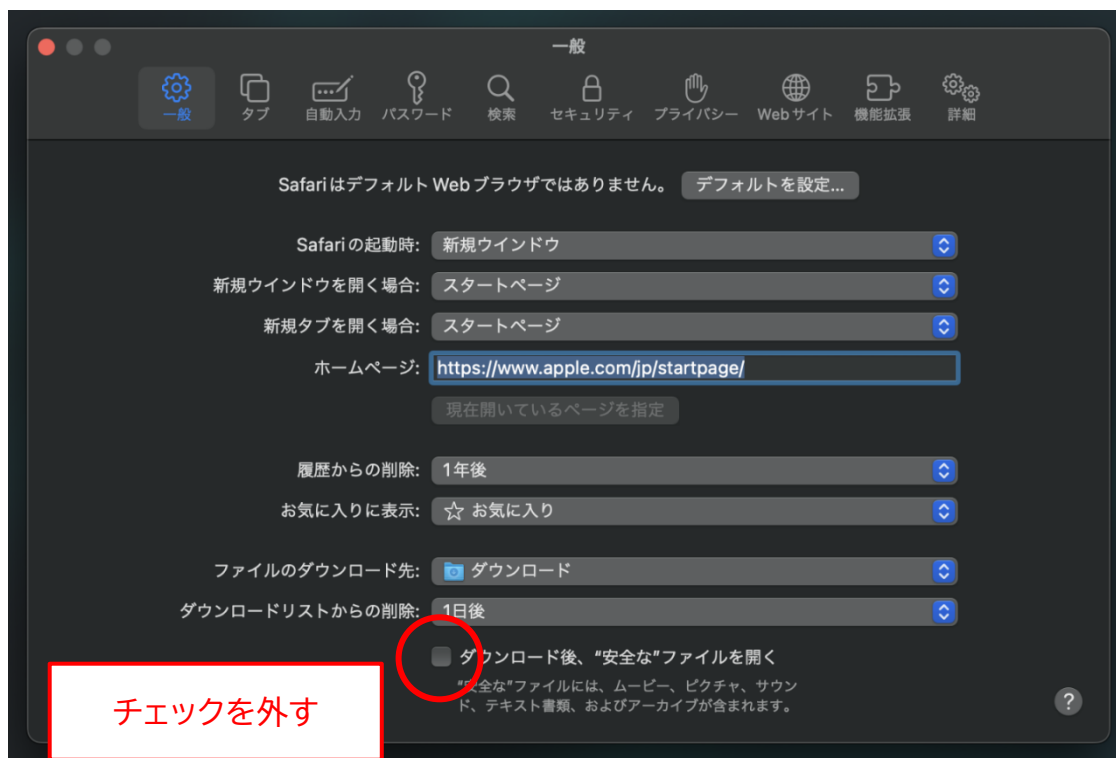 一般
一般 タブ 自動入力 パスワード 検索 セキュリティ プライバシー Webサイト 機能拡張 詳細
Safariはデフォルト Web ブラウザではありません。 デフォルトを設定...
Safariの起動時: 新規ウインドウ
新規ウインドウを開く場合: スタートページ
新規タブを開く場合: スタートページ
ホームページ: https://www.apple.com/jp/startpage/
現在開いているページを指定
履歴からの削除: 1年後
お気に入りに表示: お気に入り
ファイルのダウンロード先: ダウンロード
ダウンロードリストからの削除: 1日後
ダウンロード後、“安全な”ファイルを開く
“安全な”ファイルには、ムービー、ピクチャ、サウン
ド、テキスト書類、およびアーカイブが含まれます。
?
チェックを外す